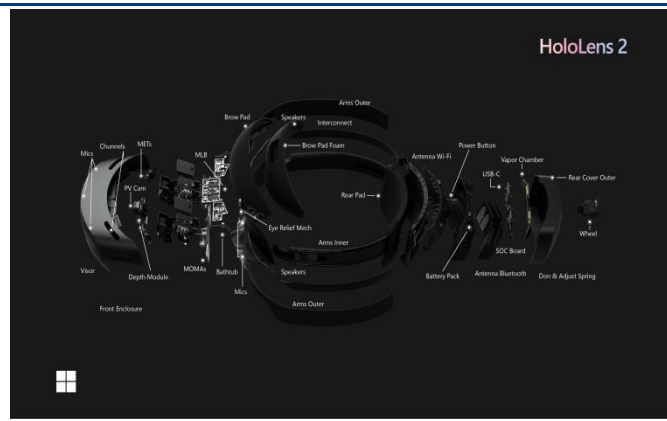 HoloLens 2
Arms Outer
Brow Pad
Speakers
Interconnect
Channels
METs
Mics
MLB
Brow Pad Foam
Antenna Wi-Fi
Power Button
Vapor Chamber
USB-C
Rear Cover Outer
PV Cam
Rear Pad
Eye Relief Mech
Wheel
Arms Inner
SOC Board
Visor
Depth Module
MOMAs
Bathtub
Speakers
Battery Pack
Antenna Bluetooth
Don & Adjust Spring
Mics
Arms Outer
Front Enclosure